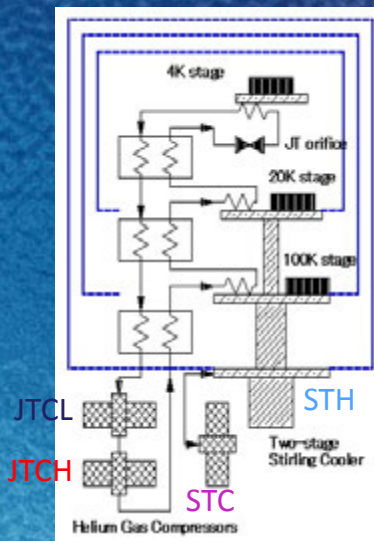 4K stage
JT orifice
20K stage
100K stage
JTCL
STH
JTCH
STC
Two-stage
Stirling Cooler
Helium Gas Compressors